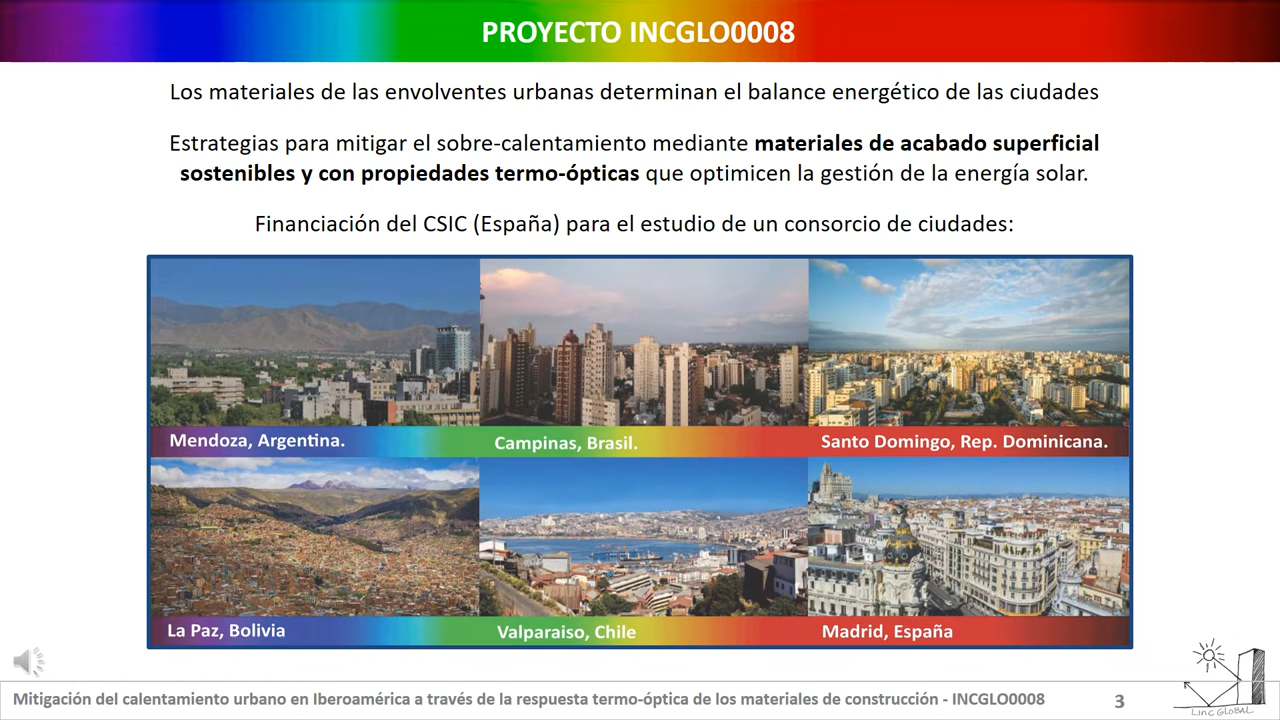 PROYECTO INCGLO0008
Los materiales de las envolventes urbanas determinan el balance energético de las ciudades
Estrategias para mitigar el sobre-calentamiento mediante materiales de acabado superficial
sostenibles y con propiedades termo-ópticas que optimicen la gestión de la energía solar.
Financiación del CSIC (España) para el estudio de un consorcio de ciudades:
Mendoza, Argentina.
Campinas, Brasil.
Santo Domingo, Rep. Dominicana.
La Paz, Bolivia
Valparaiso, Chile
Madrid, España
Mitigación del calentamiento urbano en Iberoamérica a través de la respuesta termo-óptica de los materiales de construcción - INCGLO0008
3
LINC GLOBAL